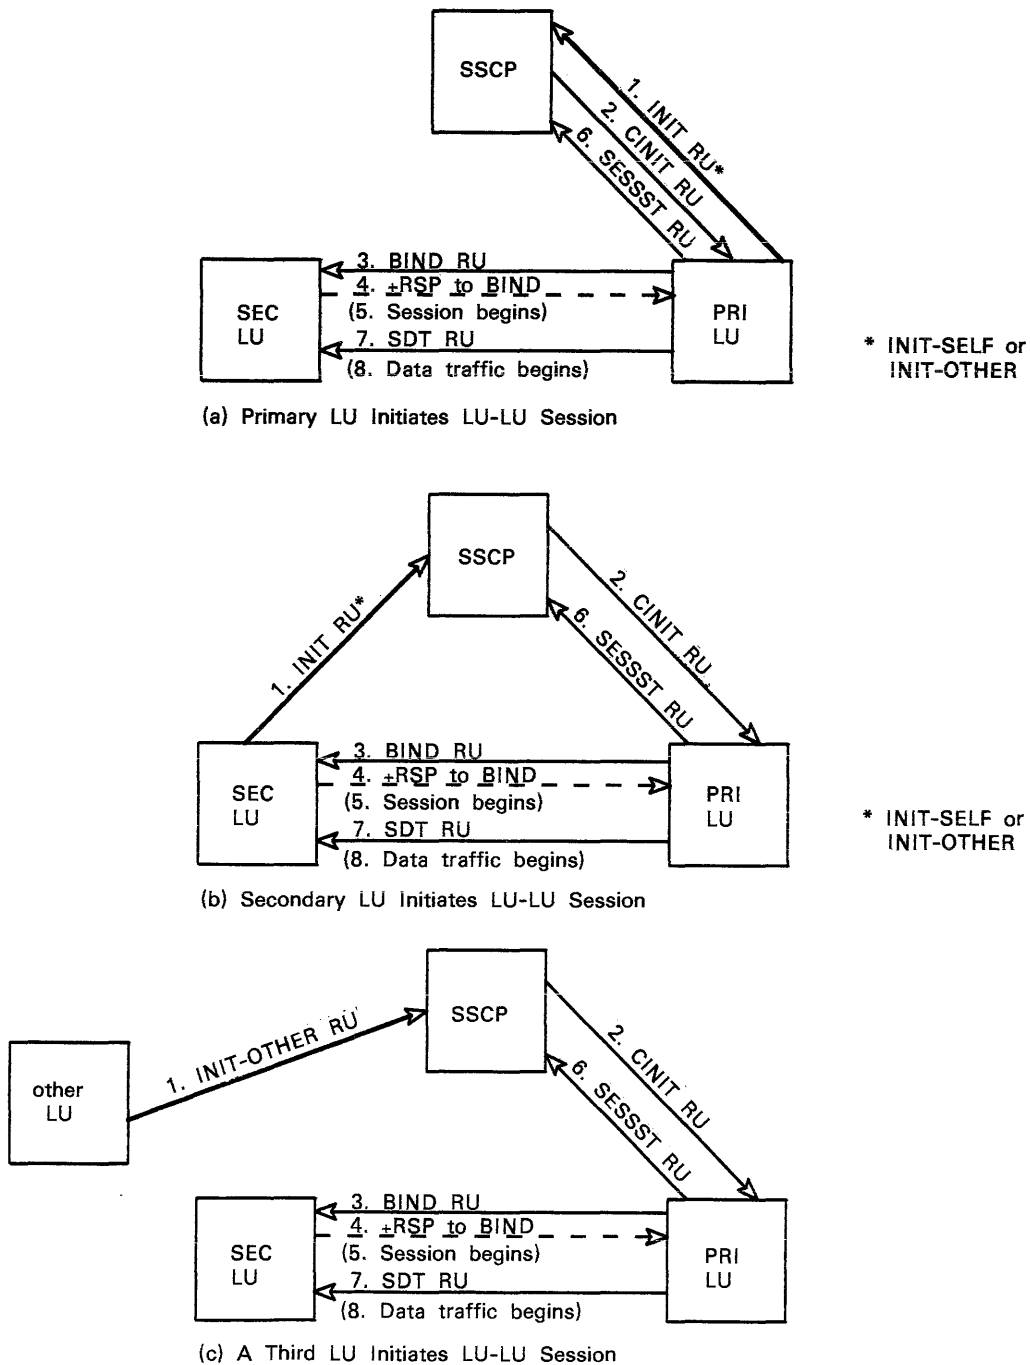 SSCP
1. INIT RU*
2. CINIT RU
6. SESSST RU
3. BIND RU
4. +RSP to BIND
(5. Session begins)
7. SDT RU
(8. Data traffic begins)
SEC
LU
PRI
LU
* INIT-SELF or
INIT-OTHER
(a) Primary LU Initiates LU-LU Session
SSCP
1. INIT RU*
2. CINIT RU
6. SESSST RU
3. BIND RU
4. +RSP to BIND
(5. Session begins)
7. SDT RU
(8. Data traffic begins)
SEC
LU
PRI
LU
* INIT-SELF or
INIT-OTHER
(b) Secondary LU Initiates LU-LU Session
SSCP
1. INIT-OTHER RU
2. CINIT RU
6. SESSST RU
other
LU
3. BIND RU
4. +RSP to BIND
(5. Session begins)
7. SDT RU
(8. Data traffic begins)
SEC
LU
PRI
LU
(c) A Third LU Initiates LU-LU Session